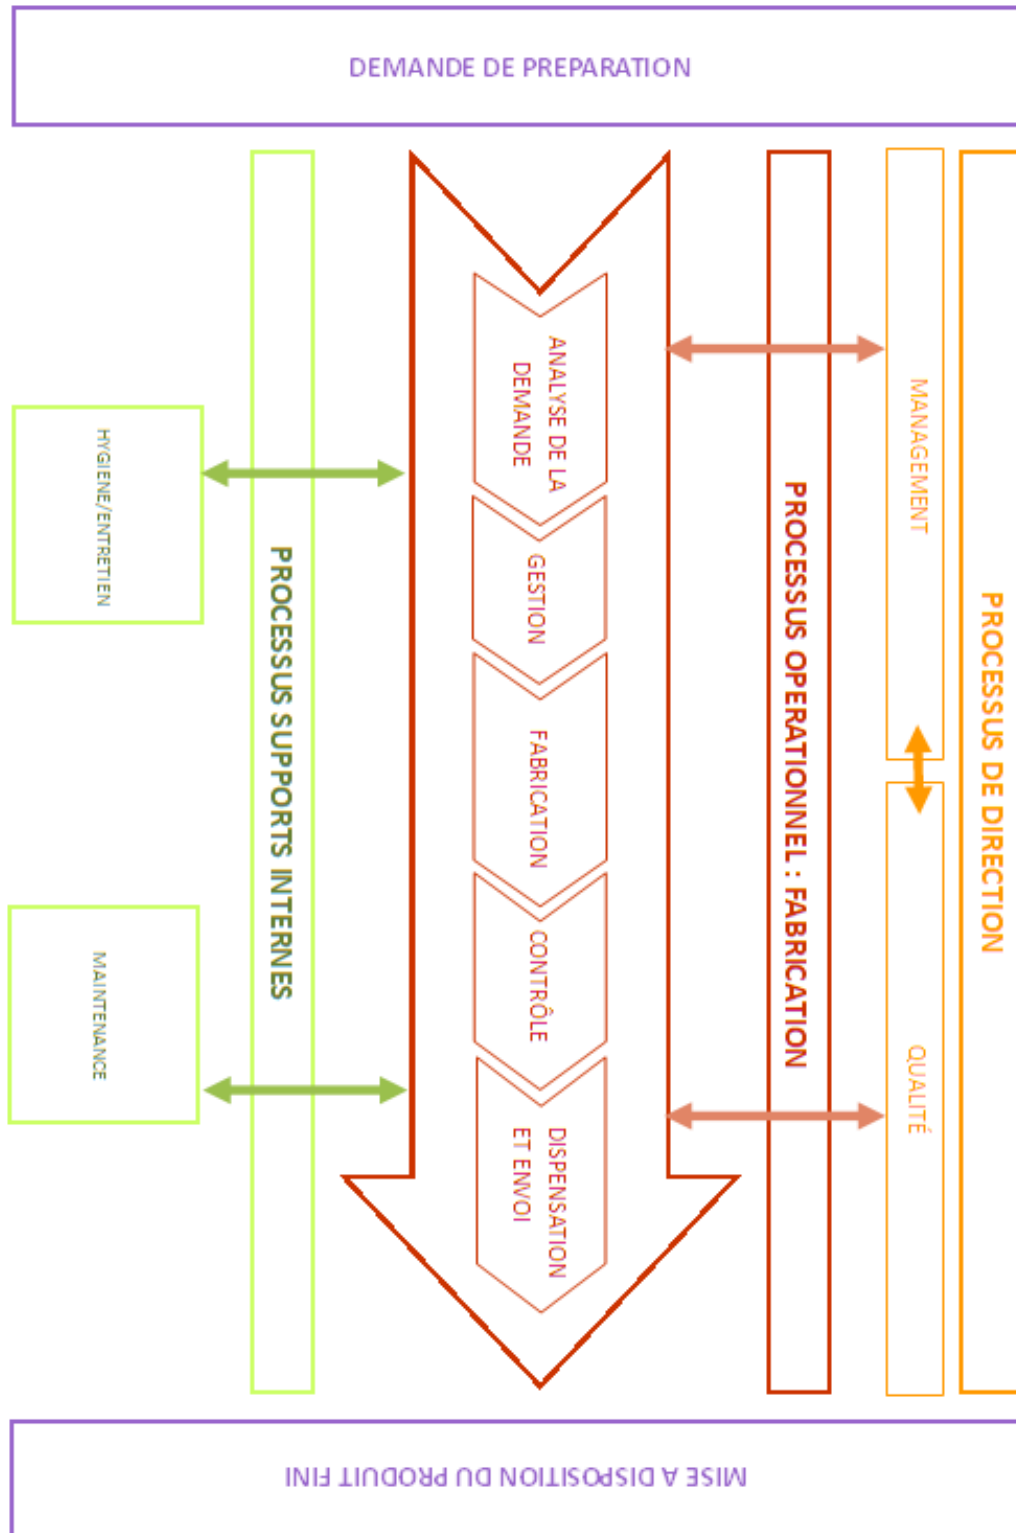 DEMANDE DE PREPARATION
PROCESSUS DE DIRECTION
MANAGEMENT
QUALITÉ
PROCESSUS OPERATIONNEL : FABRICATION
ANALYSE DE LA
DEMANDE
GESTION
FABRICATION
CONTRÔLE
DISPENSATION
ET ENVOI
PROCESSUS SUPPORTS INTERNES
HYGIENE/ENTRETIEN
MAINTENANCE
MISE A DISPOSITION DU PRODUIT FINI